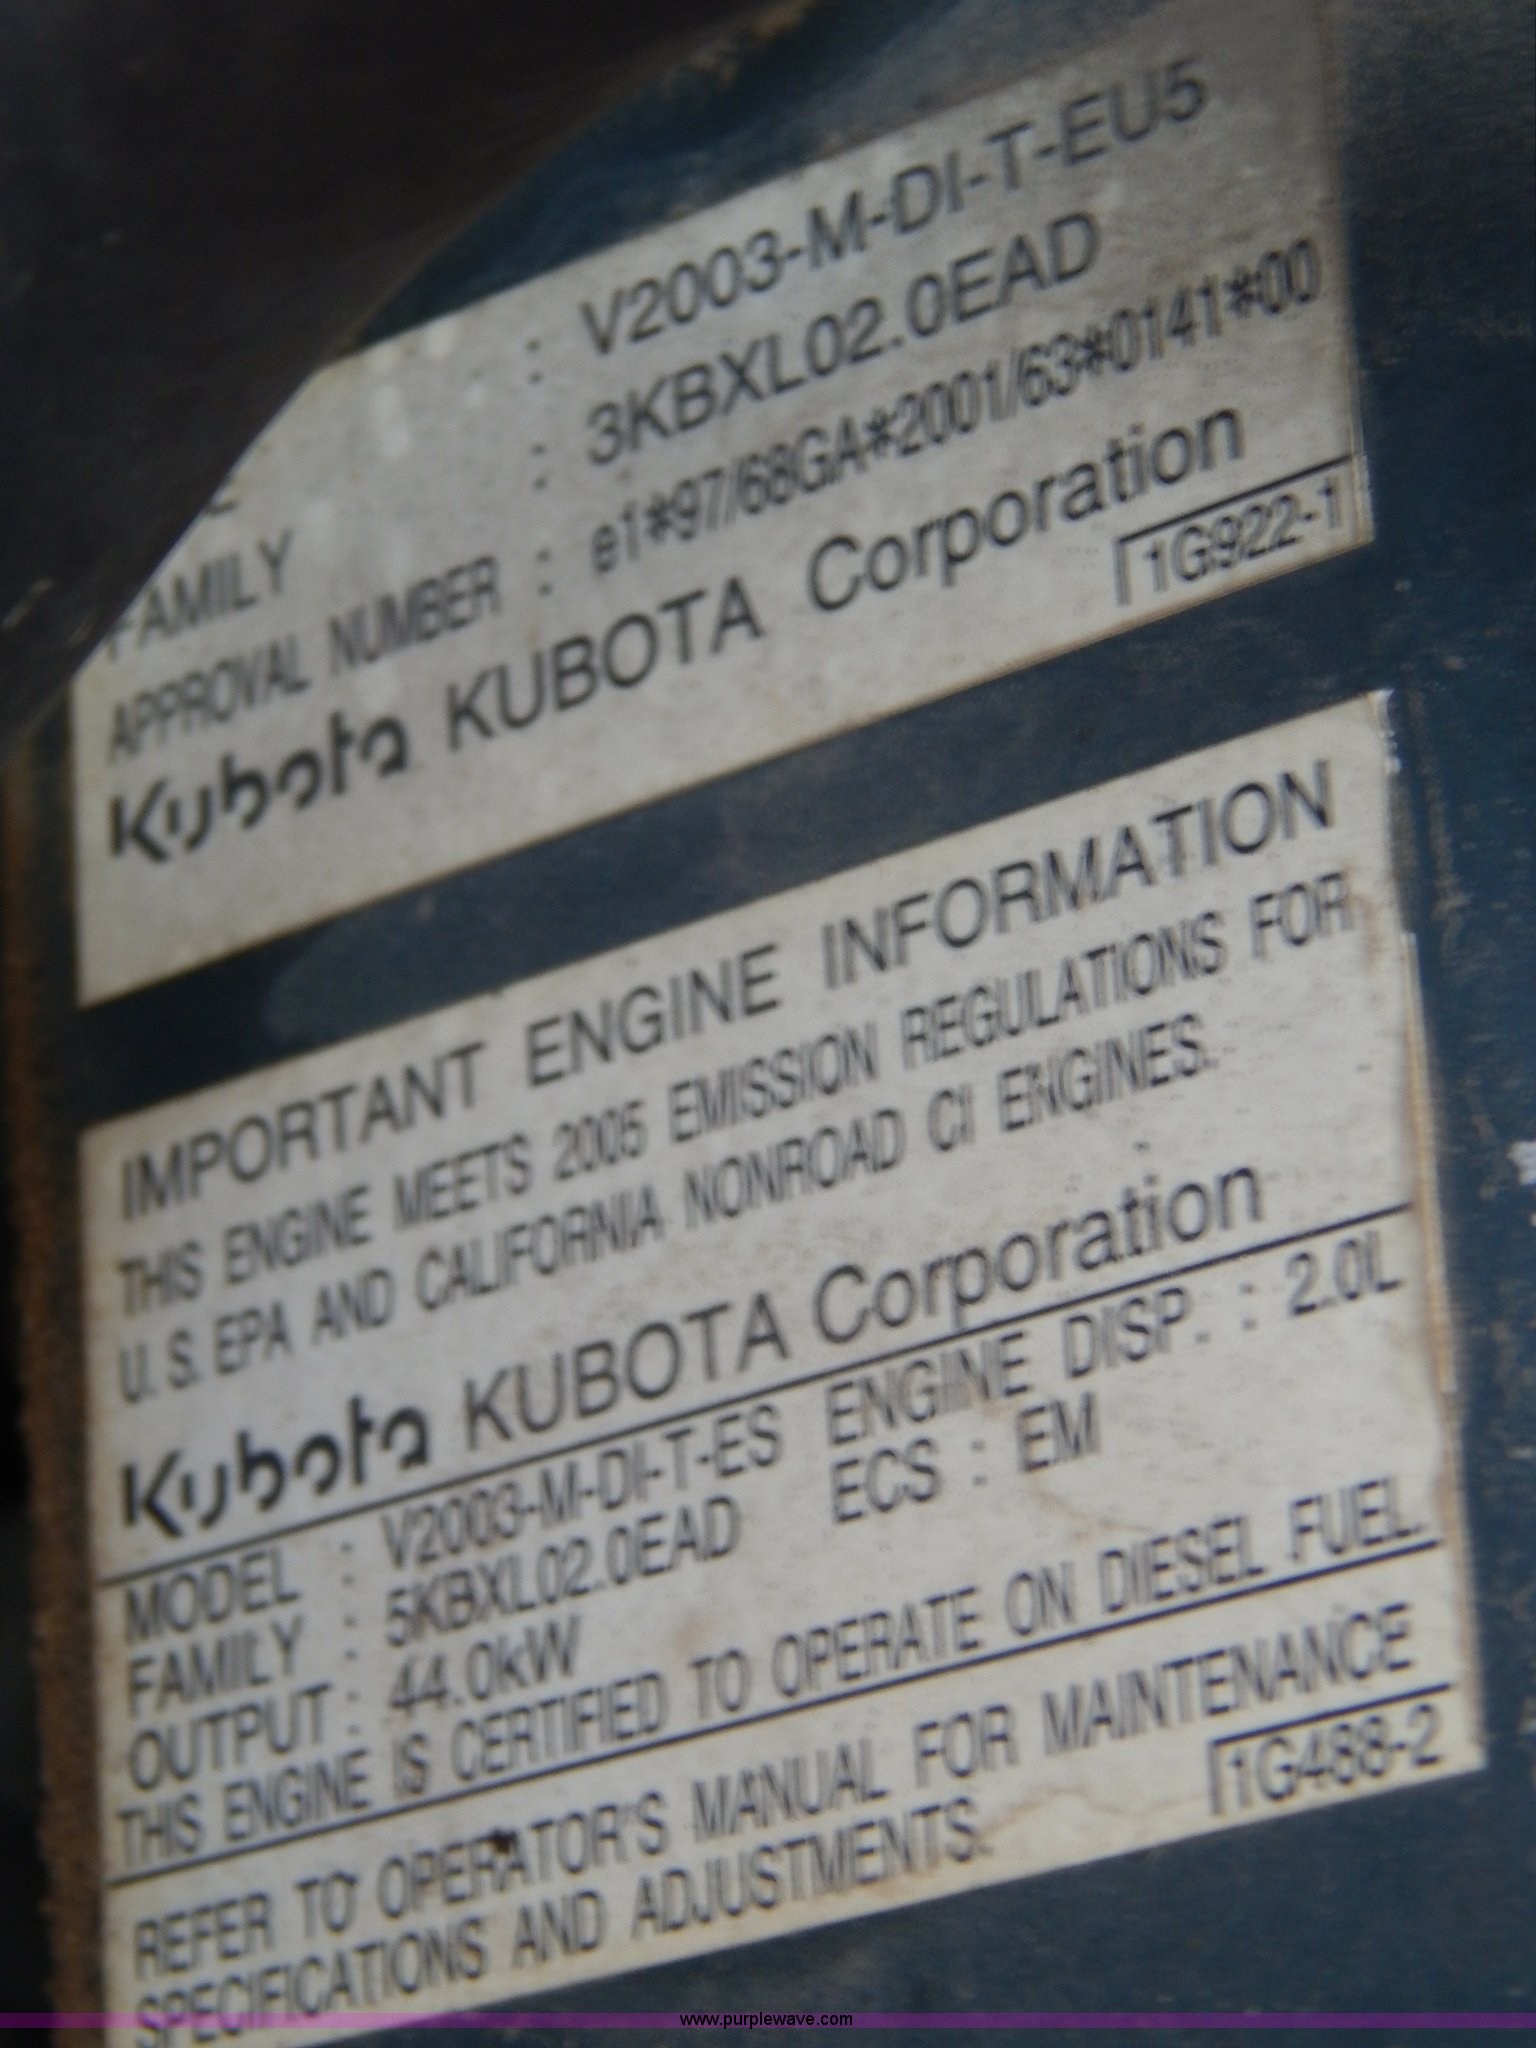 : V2003-M-DI-T-EU5
FAMILY : 3KBXL02.0EAD
APPROVAL NUMBER : e1*97/68GA*2001/63*0141*00
Kubota KUBOTA Corporation
1G922-1
IMPORTANT ENGINE INFORMATION
THIS ENGINE MEETS 2005 EMISSION REGULATIONS FOR
U.S. EPA AND CALIFORNIA NONROAD CI ENGINES.
Kubota KUBOTA Corporation
MODEL : V2003-M-DI-T-ES ENGINE DISP. : 2.0L
FAMILY : 5KBXL02.0EAD ECS : EM
OUTPUT : 44.0kW
THIS ENGINE IS CERTIFIED TO OPERATE ON DIESEL FUEL.
REFER TO OPERATOR'S MANUAL FOR MAINTENANCE
SPECIFICATIONS AND ADJUSTMENTS.
1G488-2
www.purplewave.com